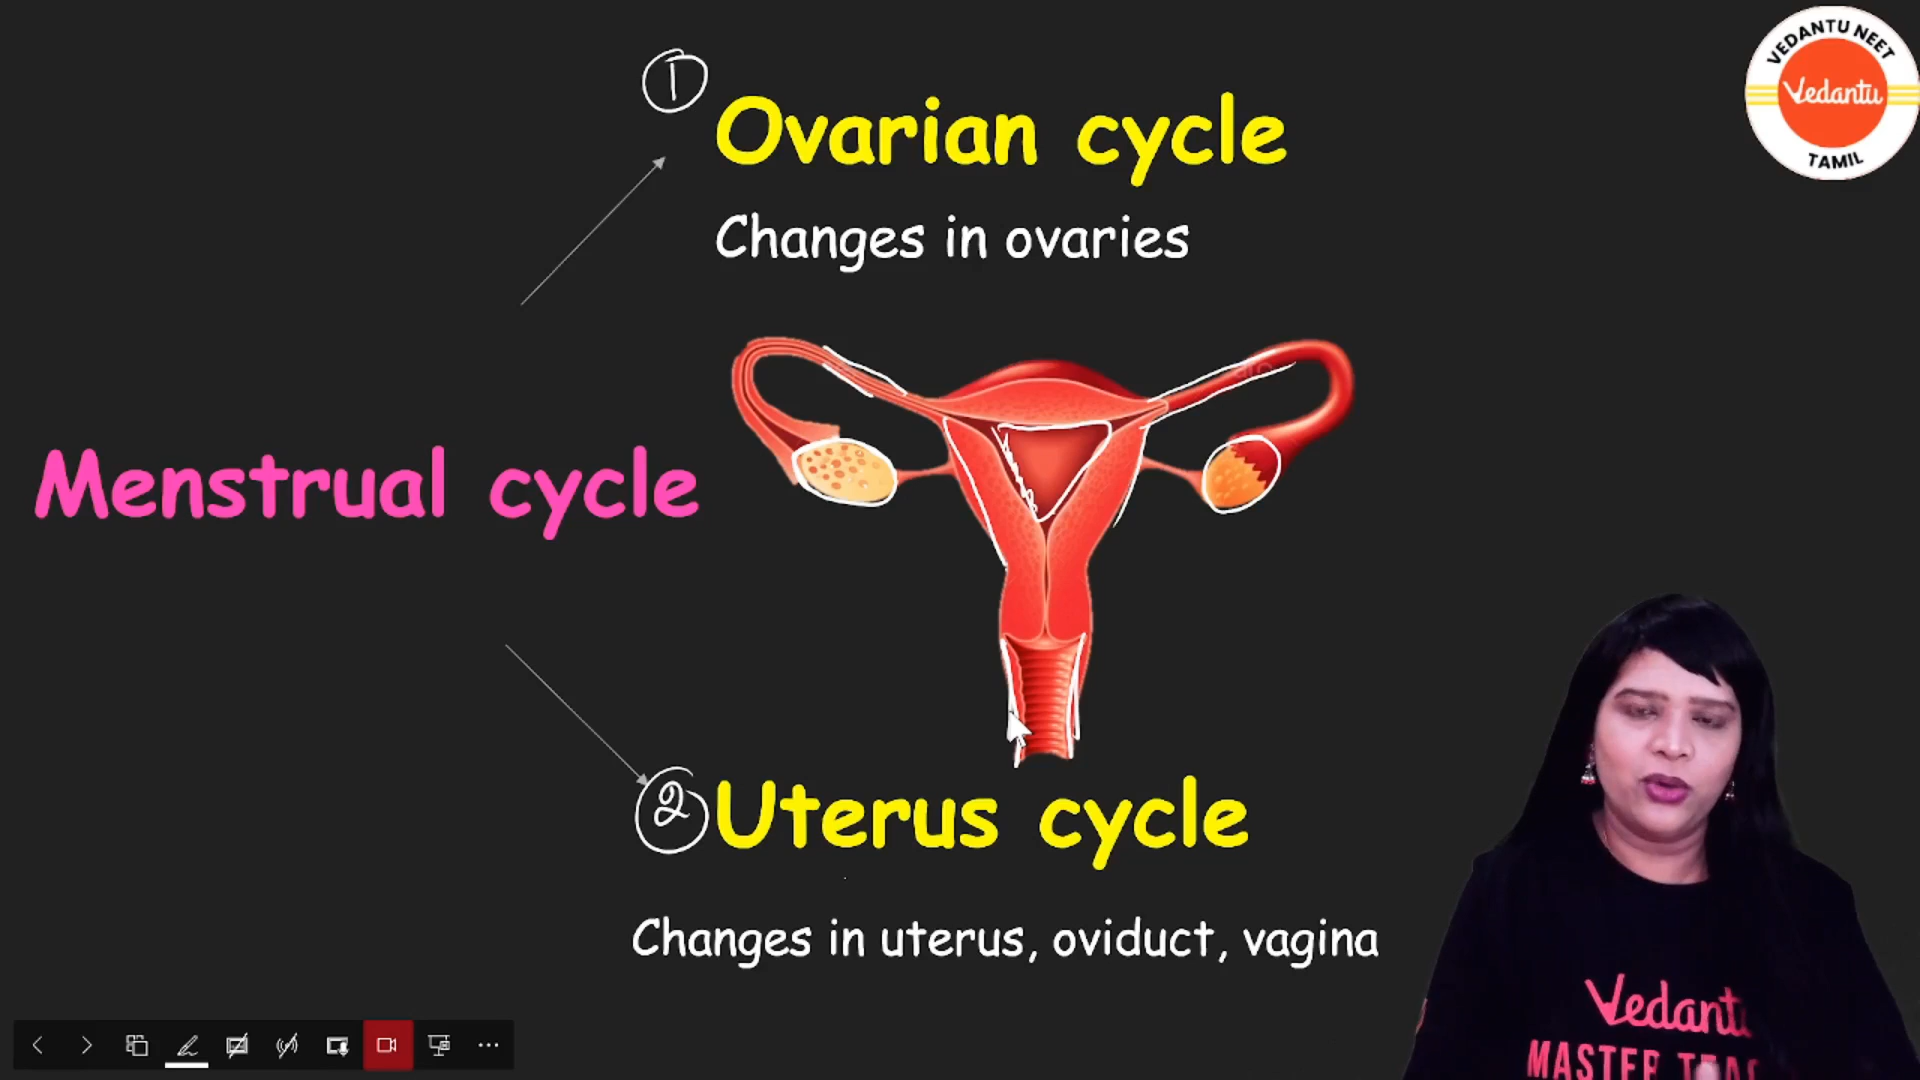 1
Ovarian cycle
Changes in ovaries
Menstrual cycle
2 Uterus cycle
Changes in uterus, oviduct, vagina
VEDANTU NEET
Vedantu
TAMIL
Vedantu
MASTER